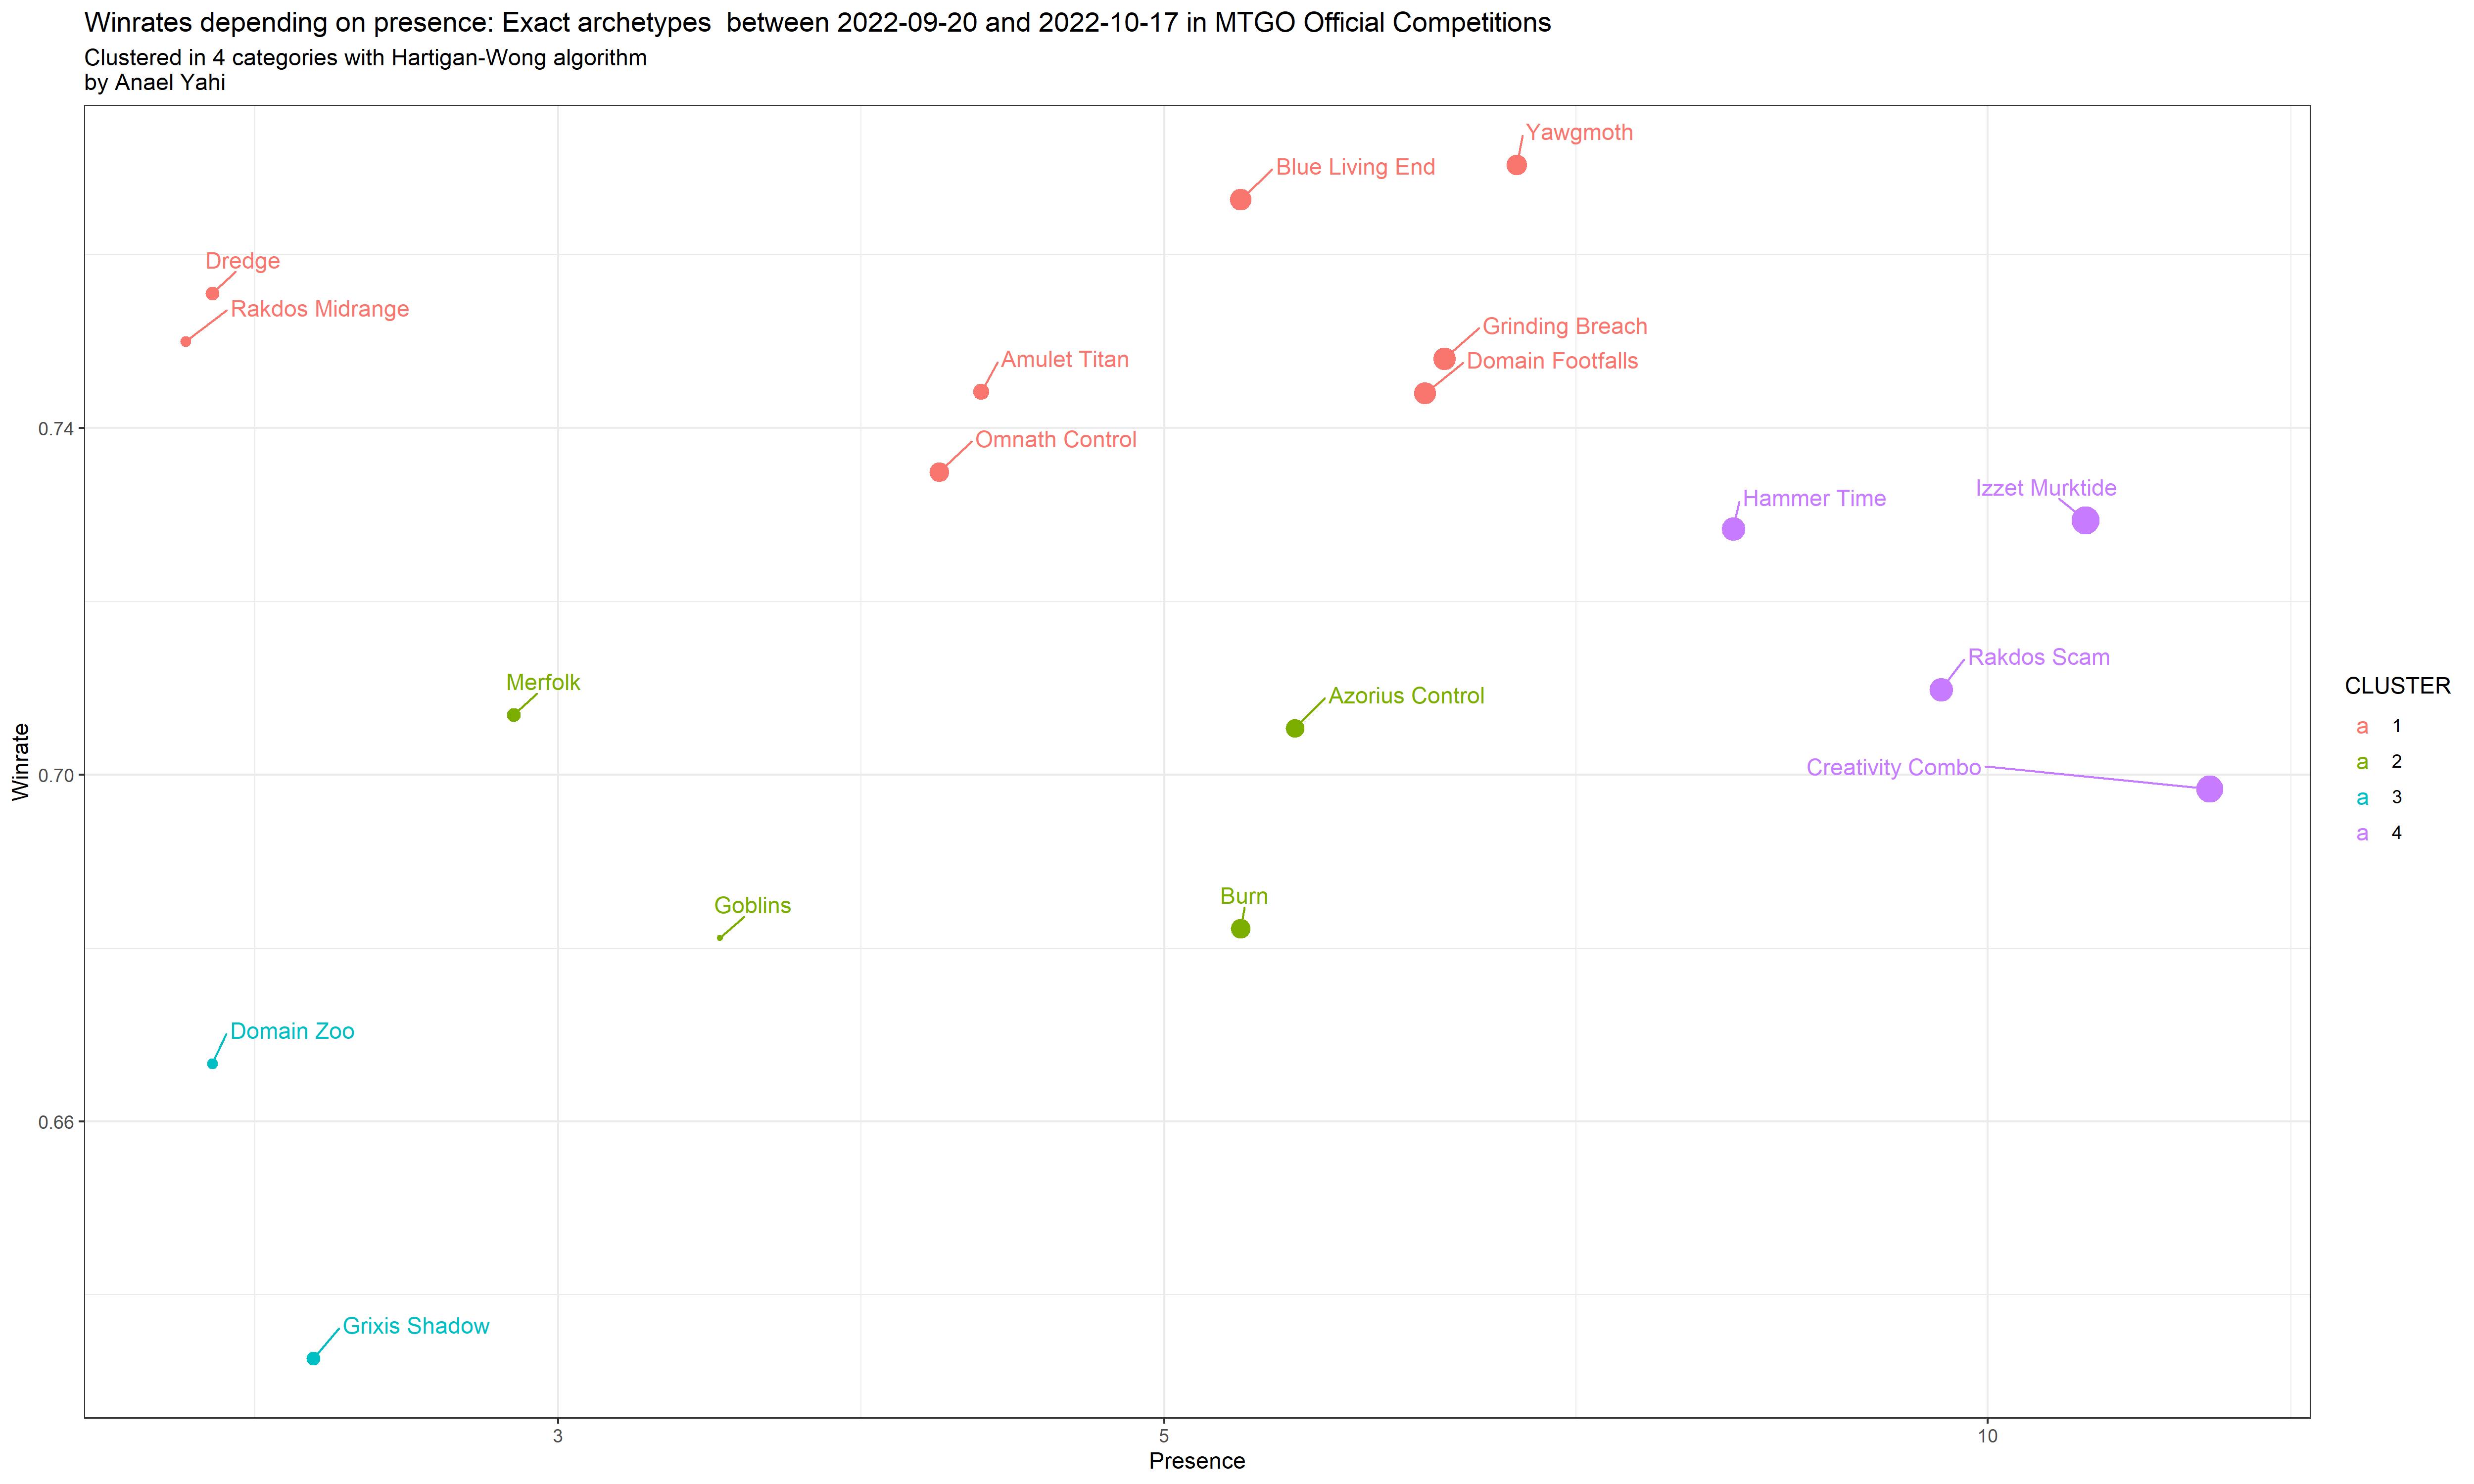 Winrates depending on presence: Exact archetypes  between 2022-09-20 and 2022-10-17 in MTGO Official Competitions
Clustered in 4 categories with Hartigan-Wong algorithm
by Anael Yahi
Yawgmoth
Blue Living End
Dredge
Rakdos Midrange
Grinding Breach
Amulet Titan
Domain Footfalls
0.74
Omnath Control
Izzet Murktide
Hammer Time
Rakdos Scam
Merfolk
Azorius Control
Creativity Combo
0.70
Winrate
CLUSTER
a 1
a 2
a 3
a 4
Burn
Goblins
Domain Zoo
0.66
Grixis Shadow
3
5
10
Presence